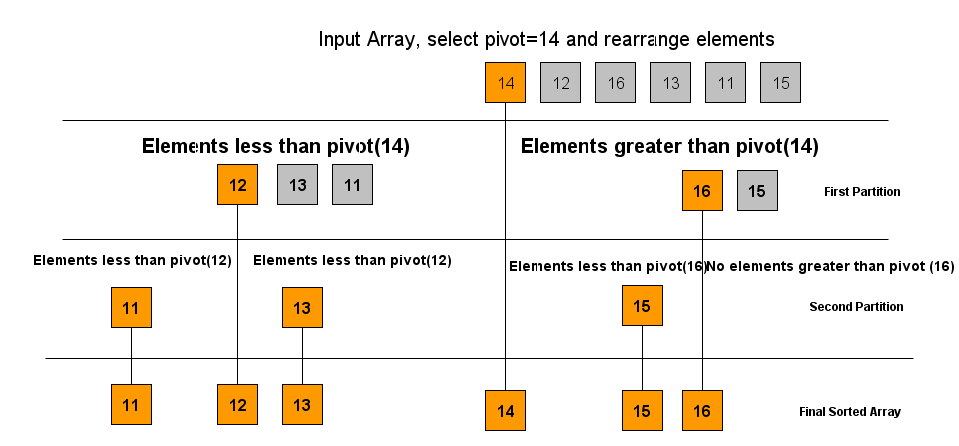 Input Array, select pivot=14 and rearrange elements
14 12 16 13 11 15
Elements less than pivot(14) Elements greater than pivot(14)
12 13 11 16 15 First Partition
Elements less than pivot(12) Elements less than pivot(12) Elements less than pivot(16) No elements greater than pivot (16)
11 13 15 Second Partition
11 12 13 14 15 16 Final Sorted Array